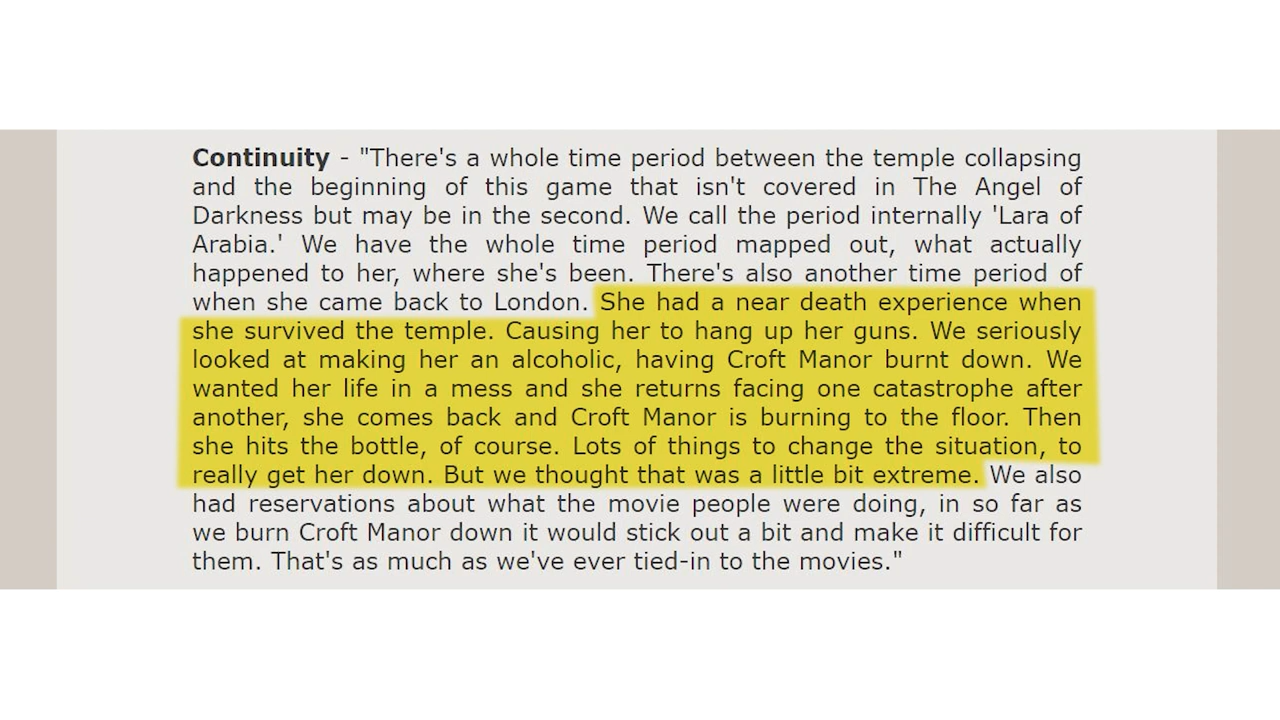 Continuity - "There's a whole time period between the temple collapsing
and the beginning of this game that isn't covered in The Angel of
Darkness but may be in the second. We call the period internally 'Lara of
Arabia.' We have the whole time period mapped out, what actually
happened to her, where she's been. There's also another time period of
when she came back to London. She had a near death experience when
she survived the temple. Causing her to hang up her guns. We seriously
looked at making her an alcoholic, having Croft Manor burnt down. We
wanted her life in a mess and she returns facing one catastrophe after
another, she comes back and Croft Manor is burning to the floor. Then
she hits the bottle, of course. Lots of things to change the situation, to
really get her down. But we thought that was a little bit extreme. We also
had reservations about what the movie people were doing, in so far as
we burn Croft Manor down it would stick out a bit and make it difficult for
them. That's as much as we've ever tied-in to the movies."